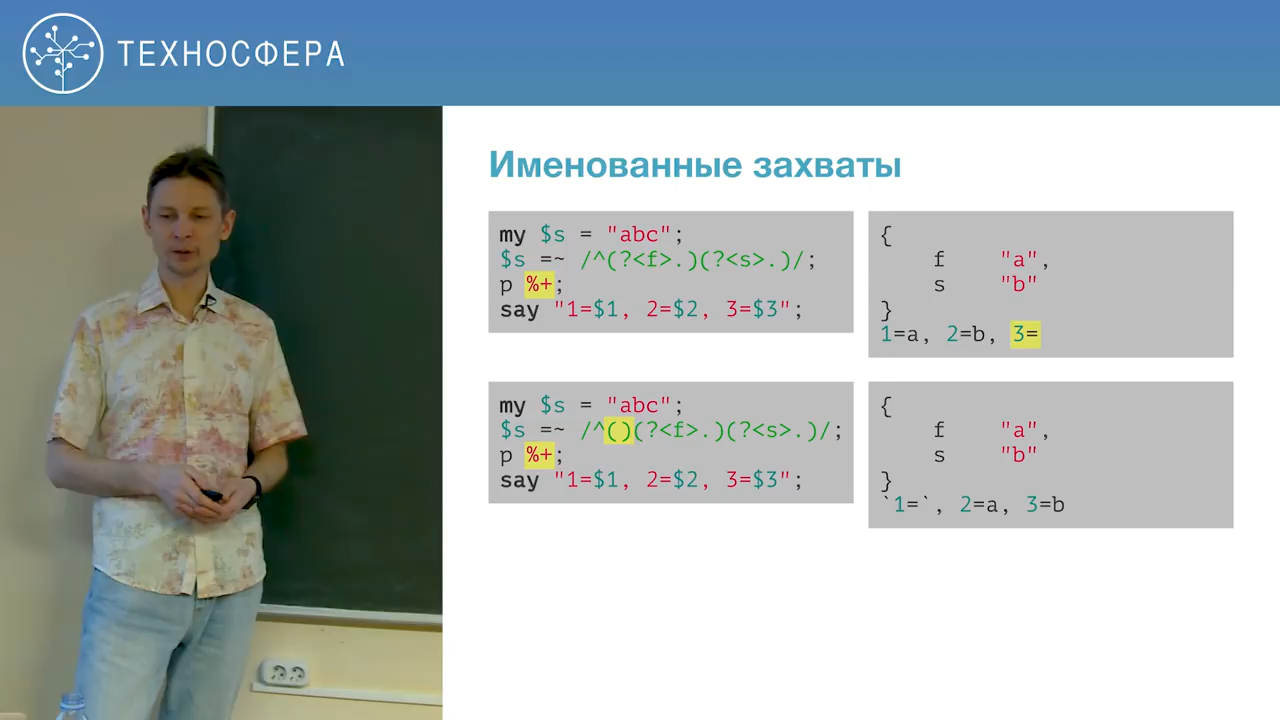 ТЕХНОСФЕРА
Именованные захваты
my $s = "abc";
$s =~ /^(?<f>.)(?<s>.)/;
p %+;
say "1=$1, 2=$2, 3=$3";
{
    f    "a",
    s    "b"
}
1=a, 2=b, 3=
my $s = "abc";
$s =~ /^()(?<f>.)(?<s>.)/;
p %+;
say "1=$1, 2=$2, 3=$3";
{
    f    "a",
    s    "b"
}
`1=`, 2=a, 3=b